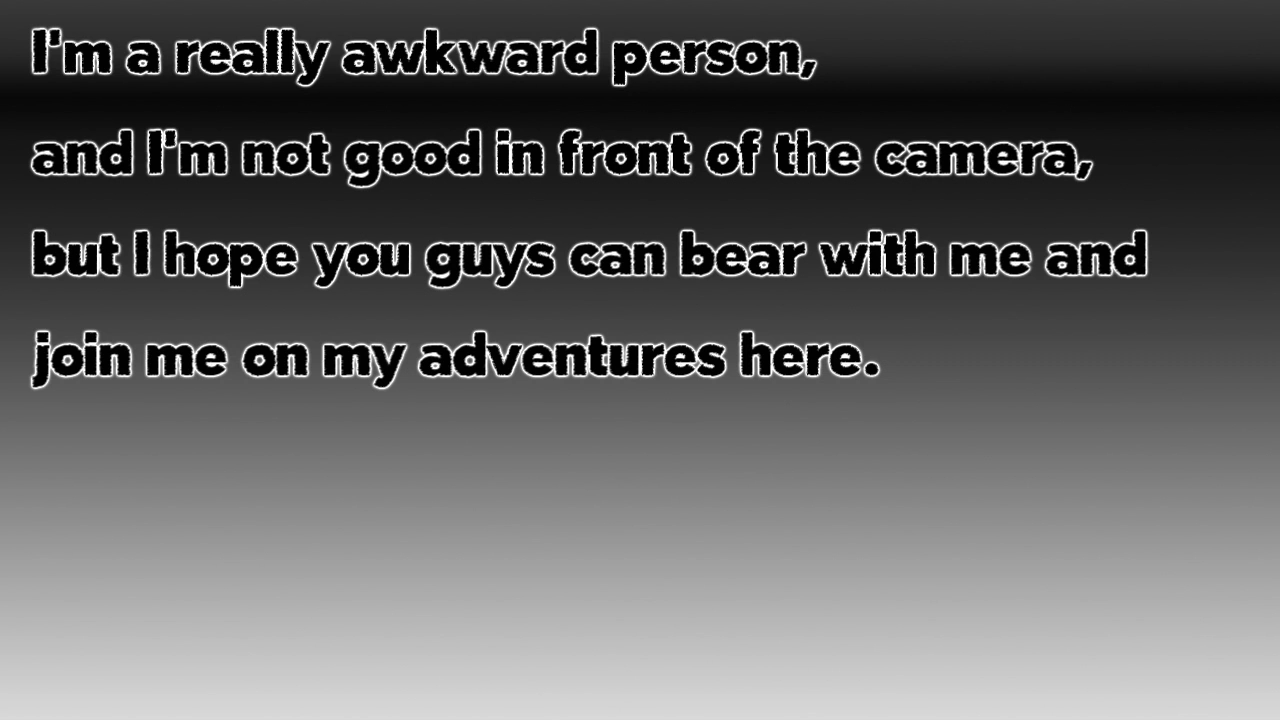 I'm a really awkward person,
and I'm not good in front of the camera,
but I hope you guys can bear with me and
join me on my adventures here.